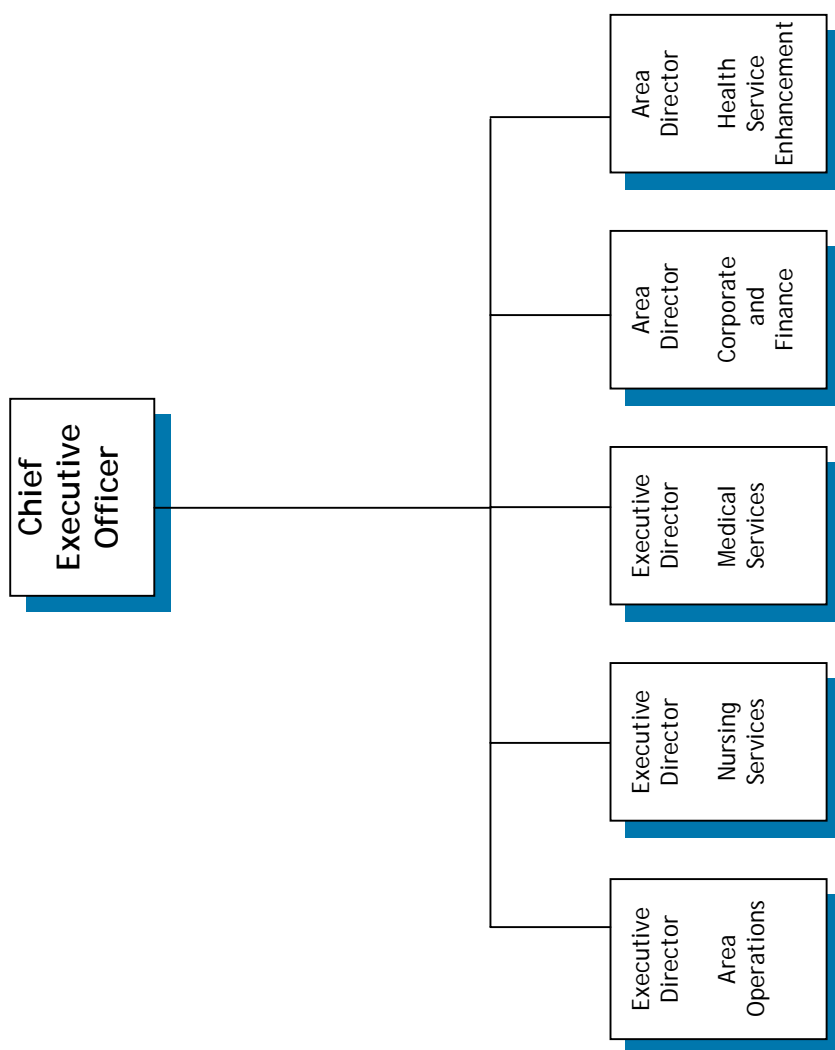 Chief
Executive
Officer
Executive
Director
Area
Operations
Executive
Director
Nursing
Services
Executive
Director
Medical
Services
Area
Director
Corporate
and
Finance
Area
Director
Health
Service
Enhancement